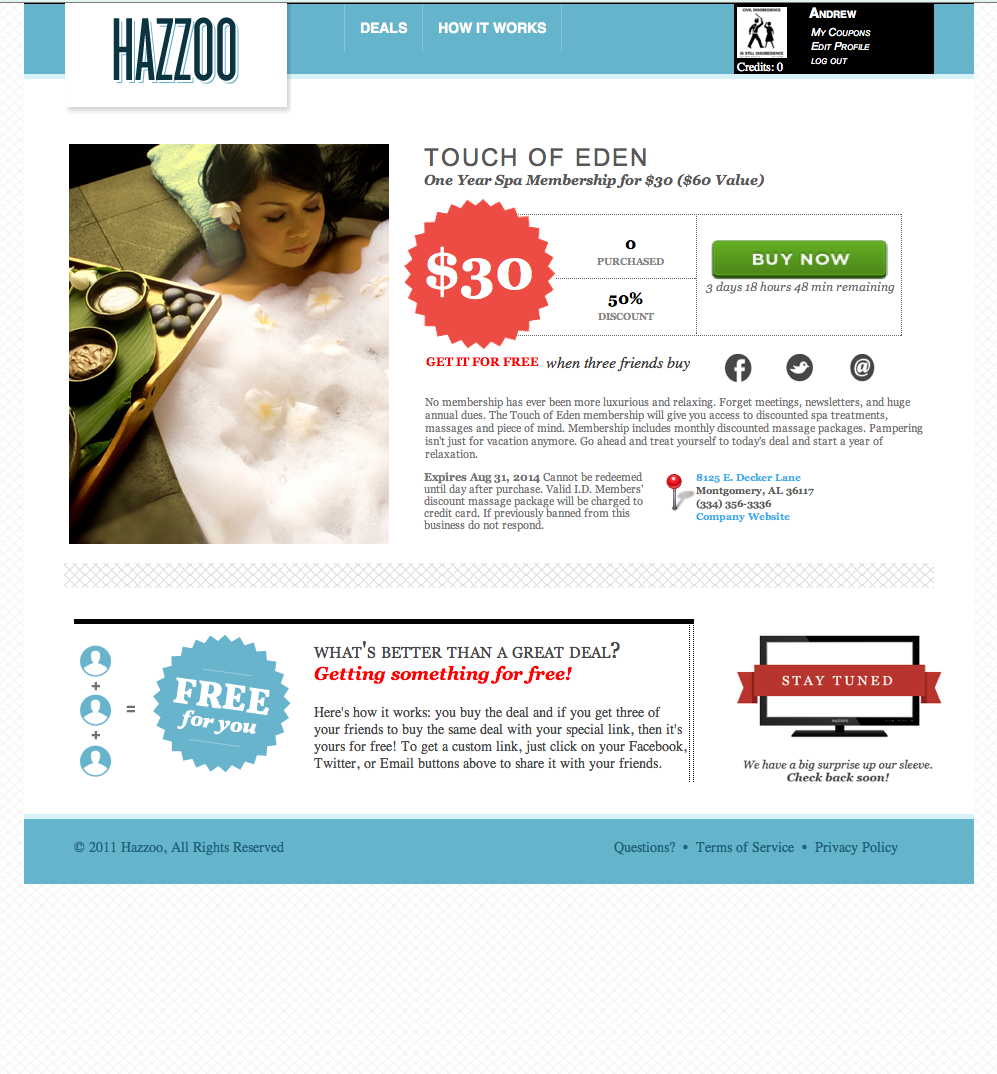 HAZZOO
DEALS
HOW IT WORKS
CIVIL DISOBEDIENCE
IS STILL DISOBEDIENCE
Credits: 0
Andrew
My Coupons
Edit Profile
log out
TOUCH OF EDEN
One Year Spa Membership for $30 ($60 Value)
$30
0
PURCHASED
50%
DISCOUNT
BUY NOW
3 days 18 hours 48 min remaining
GET IT FOR FREE when three friends buy
f
@
No membership has ever been more luxurious and relaxing. Forget meetings, newsletters, and huge
annual dues. The Touch of Eden membership will give you access to discounted spa treatments,
massages and piece of mind. Membership includes monthly discounted massage packages. Pampering
isn't just for vacation anymore. Go ahead and treat yourself to today's deal and start a year of
relaxation.
Expires Aug 31, 2014 Cannot be redeemed
until day after purchase. Valid I.D. Members'
discount massage package will be charged to
credit card. If previously banned from this
business do not respond.
8125 E. Decker Lane
Montgomery, AL 36117
(334) 356-3336
Company Website
+
+
=
FREE
for you
what's better than a great deal?
Getting something for free!
Here's how it works: you buy the deal and if you get three of
your friends to buy the same deal with your special link, then it's
yours for free! To get a custom link, just click on your Facebook,
Twitter, or Email buttons above to share it with your friends.
STAY TUNED
We have a big surprise up our sleeve.
Check back soon!
© 2011 Hazzoo, All Rights Reserved
Questions? • Terms of Service • Privacy Policy